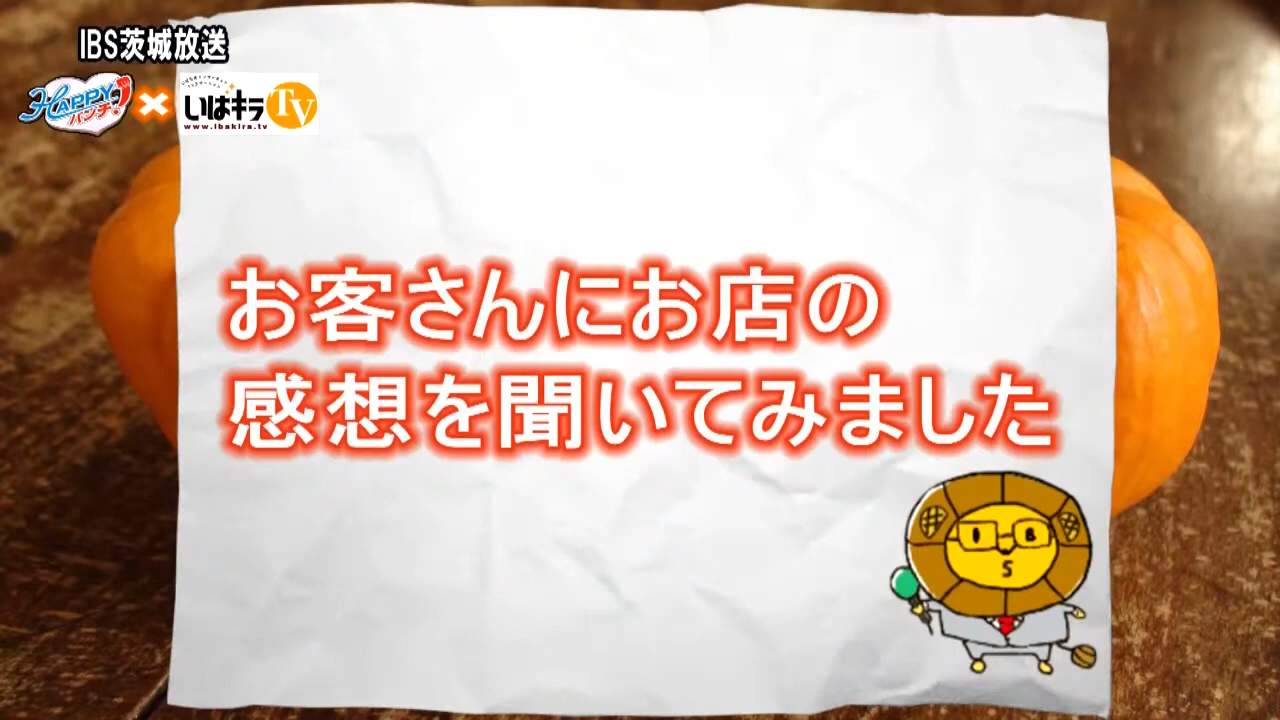 IBS茨城放送
HAPPYパンチ!
×
いばキラTV
www.ibakira.tv
お客さんにお店の
感想を聞いてみました
I B
S